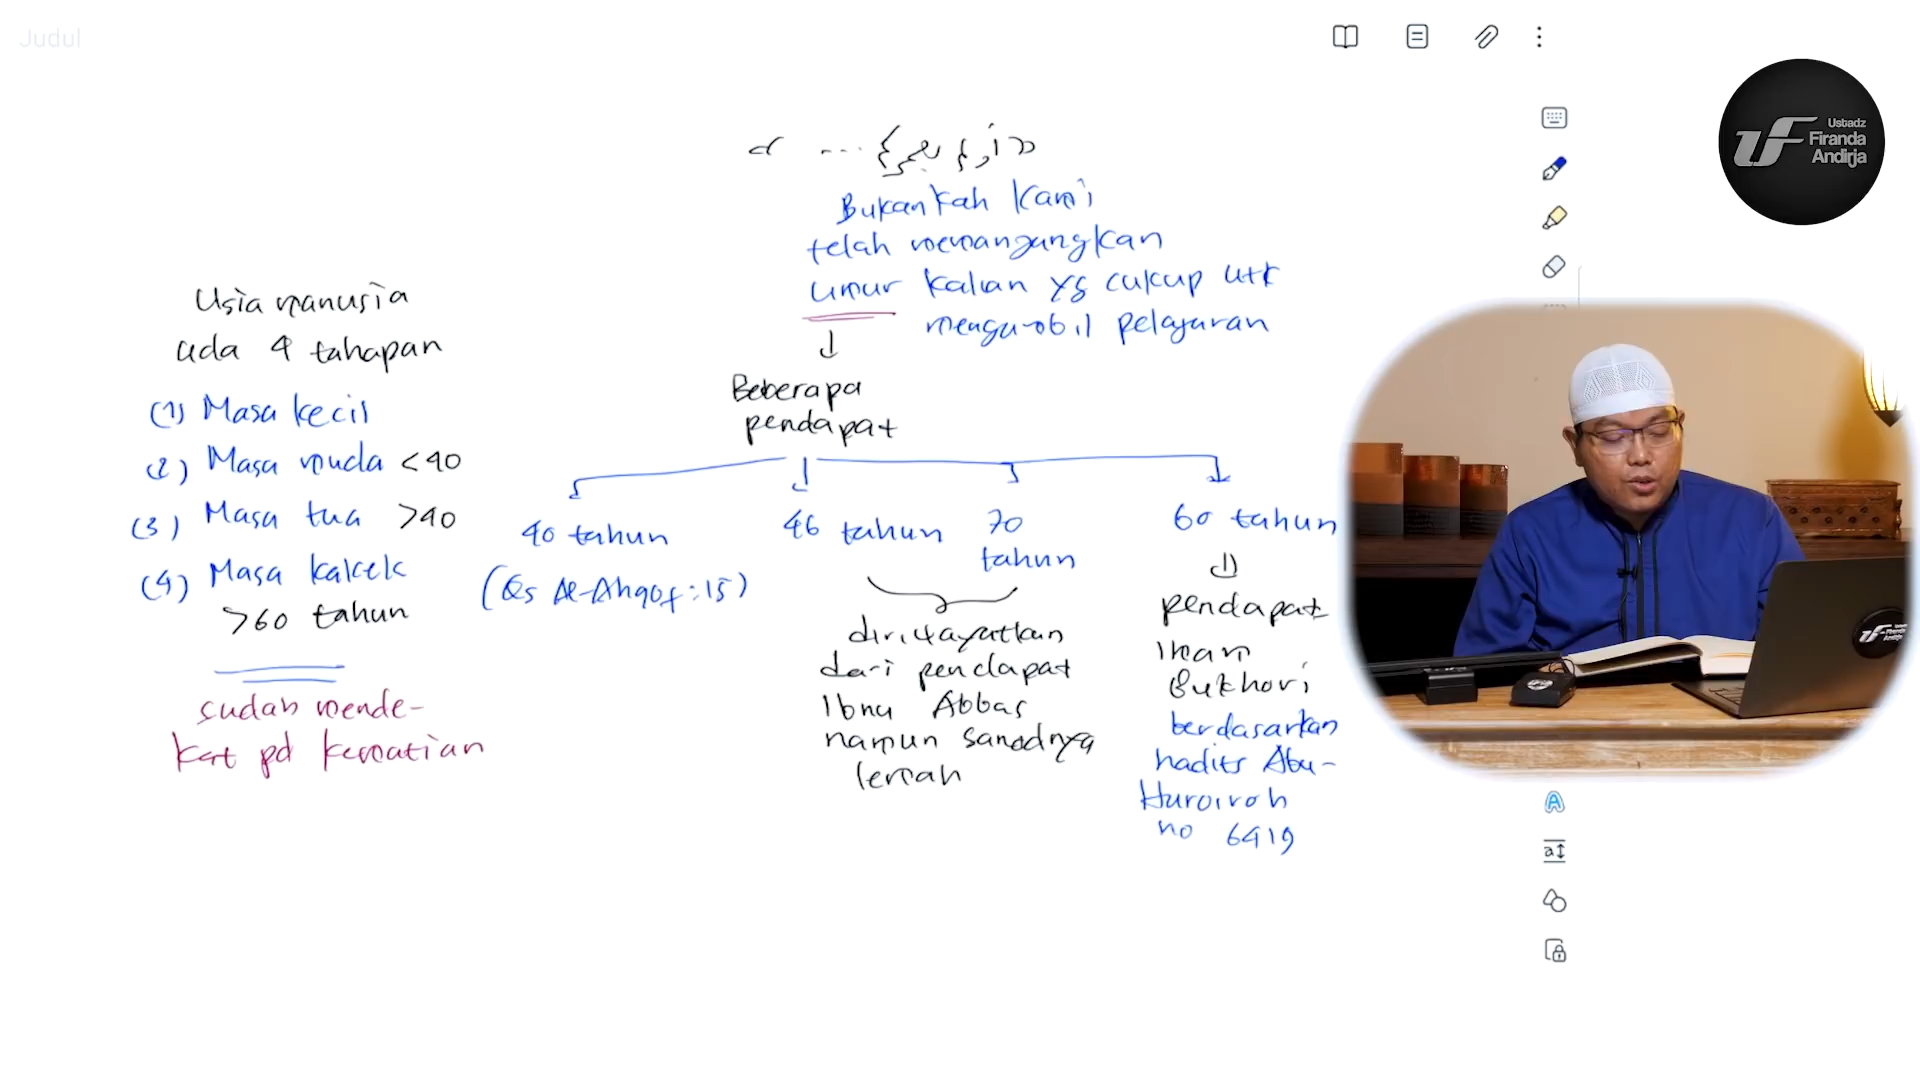 Judul
Ustadz
Firanda
Andirja
Bukankah Kami
telah memanjangkan
umur kalian yg cukup utk
mengambil pelajaran
Usia manusia
ada 4 tahapan
(1) Masa kecil
(2) Masa muda <40
(3) Masa tua >40
(4) Masa kakek
>60 tahun
sudah mende-
kat pd kematian
Beberapa
pendapat
40 tahun
(Qs Al-Ahqof:15)
46 tahun
70
tahun
diriwayatkan
dari pendapat
Ibnu Abbas
namun sanadnya
lemah
60 tahun
pendapat
Imam
Bukhori
berdasarkan
hadits Abu-
Huroiroh
no 6419